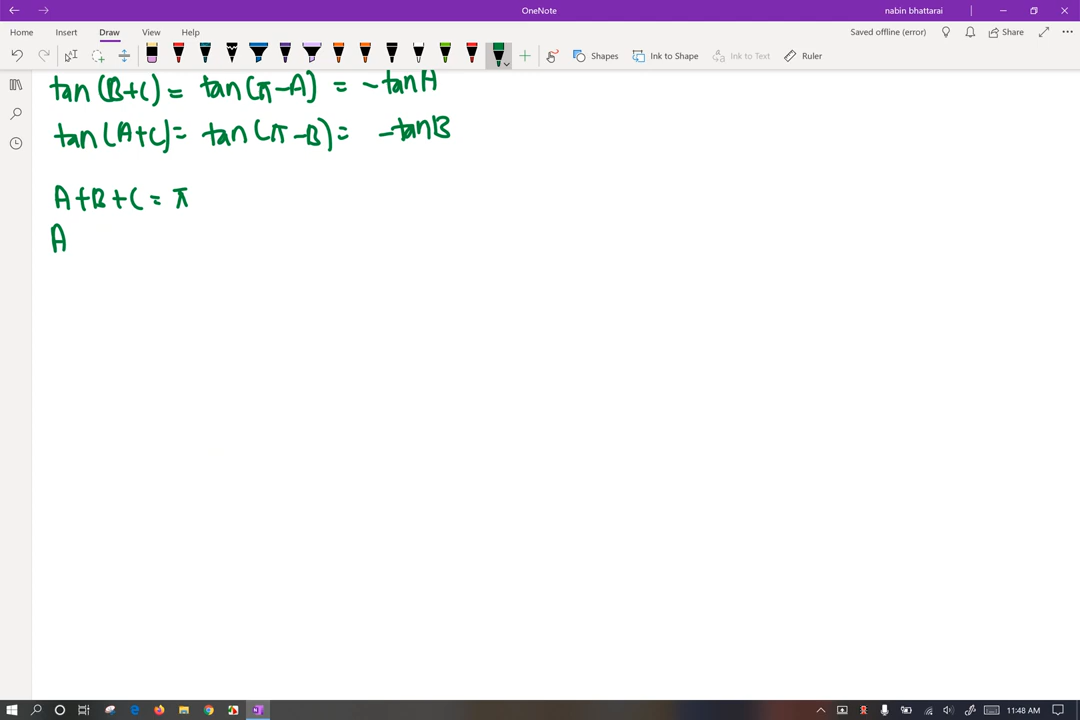 OneNote
nabin bhattarai
Home Insert Draw View Help
Saved offline (error) Share
Shapes Ink to Shape Ink to Text Ruler
tan (B+C) = tan(π-A) = -tanA
tan (A+C) = tan (π-B) = -tanB
A+B+C = π
A
11:48 AM